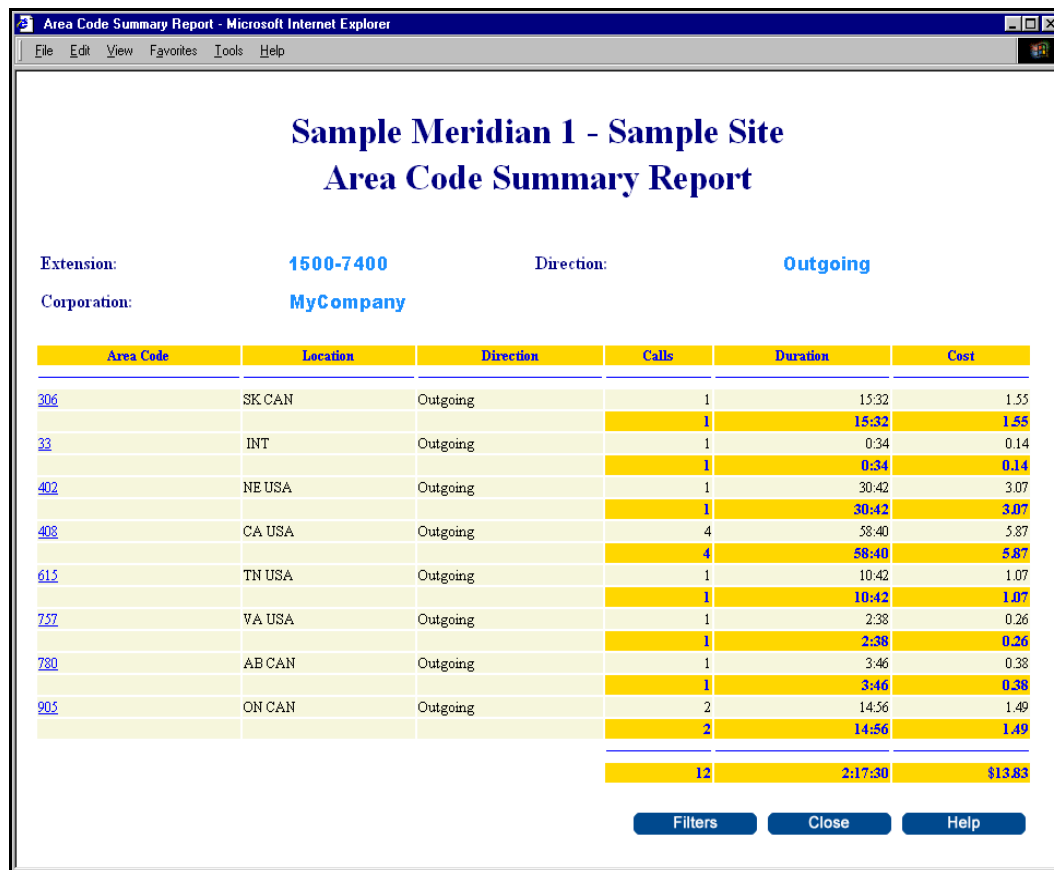 Area Code Summary Report - Microsoft Internet Explorer
File Edit View Favorites Tools Help
Sample Meridian 1 - Sample Site
Area Code Summary Report
Extension: 1500-7400 Direction: Outgoing
Corporation: MyCompany
Area Code Location Direction Calls Duration Cost
306 SK CAN Outgoing 1 15:32 1.55
1 15:32 1.55
33 INT Outgoing 1 0:34 0.14
1 0:34 0.14
402 NE USA Outgoing 1 30:42 3.07
1 30:42 3.07
408 CA USA Outgoing 4 58:40 5.87
4 58:40 5.87
615 TN USA Outgoing 1 10:42 1.07
1 10:42 1.07
757 VA USA Outgoing 1 2:38 0.26
1 2:38 0.26
780 AB CAN Outgoing 1 3:46 0.38
1 3:46 0.38
905 ON CAN Outgoing 2 14:56 1.49
2 14:56 1.49
12 2:17:30 $13.83
Filters Close Help